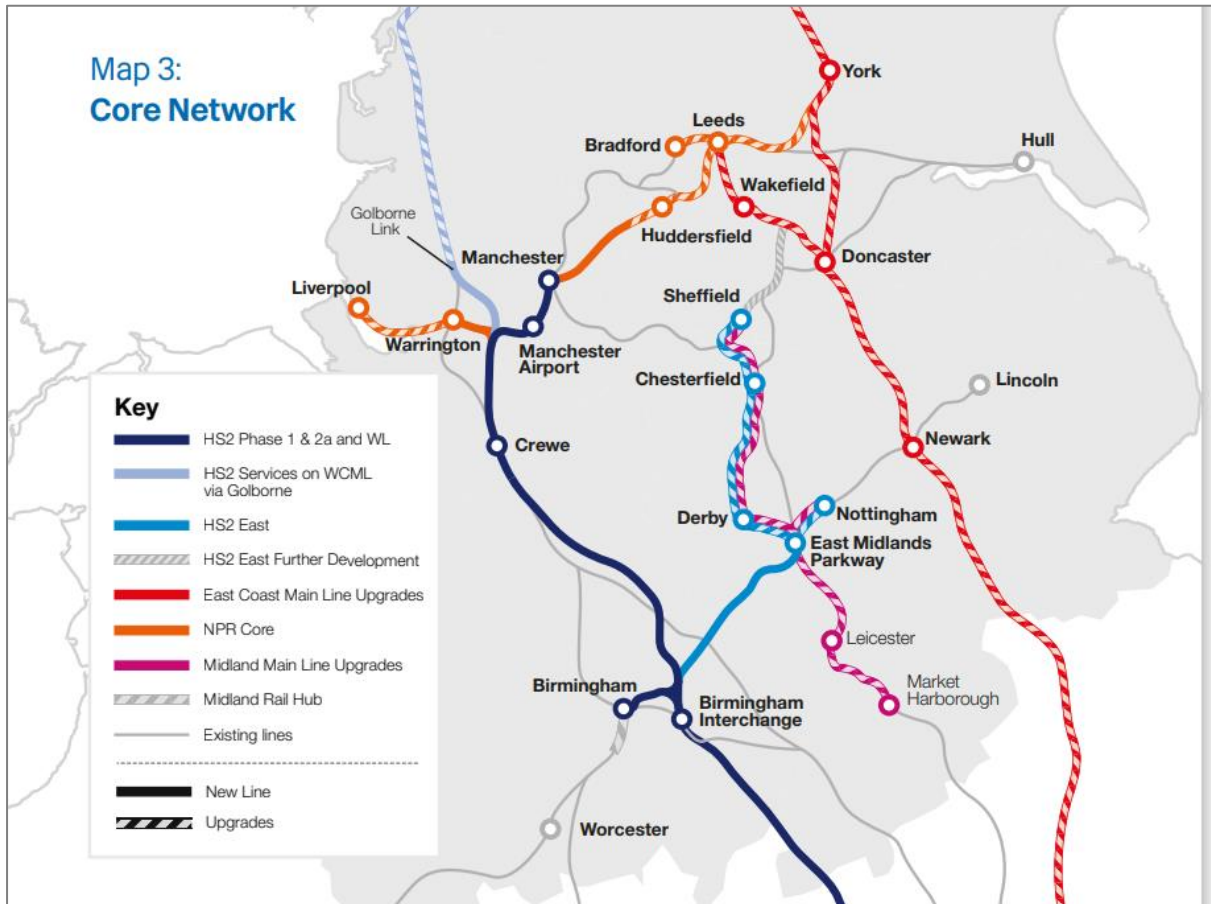 Map 3:
Core Network
York
Leeds
Bradford
Hull
Wakefield
Golborne
Link
Huddersfield
Manchester
Doncaster
Liverpool
Sheffield
Warrington
Manchester
Airport
Chesterfield
Lincoln
Key
HS2 Phase 1 & 2a and WL
Crewe
Newark
HS2 Services on WCML
via Golborne
HS2 East
Derby
Nottingham
East Midlands
Parkway
HS2 East Further Development
East Coast Main Line Upgrades
NPR Core
Leicester
Midland Main Line Upgrades
Birmingham
Market
Harborough
Midland Rail Hub
Birmingham
Interchange
Existing lines
New Line
Upgrades
Worcester